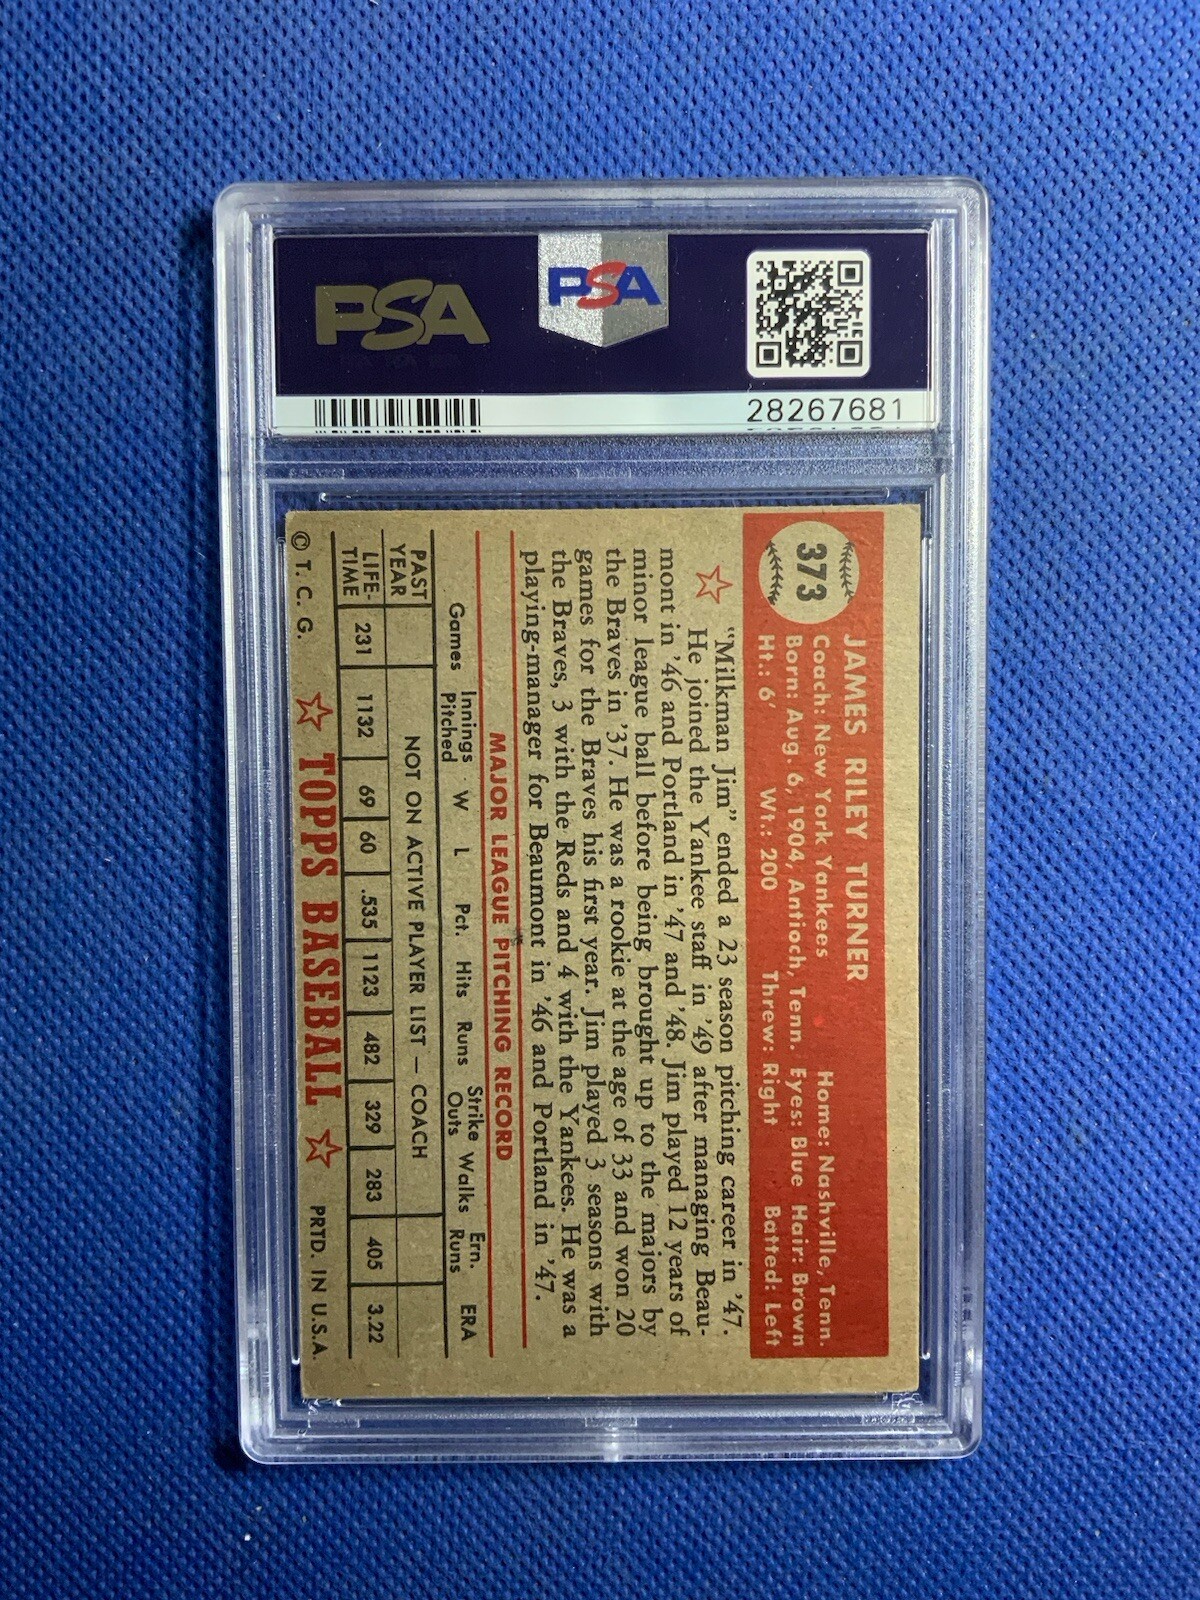 PSA
PSA
28267681
373
JAMES RILEY TURNER
Coach: New York Yankees Home: Nashville, Tenn.
Born: Aug. 6, 1904, Antioch, Tenn. Eyes: Blue Hair: Brown
Ht.: 6' Wt.: 200 Threw: Right Batted: Left
"Milkman Jim" ended a 23 season pitching career in '47.
He joined the Yankee staff in '49 after managing Beau-
mont in '46 and Portland in '47 and '48. Jim played 12 years of
minor league ball before being brought up to the majors by
the Braves in '37. He was a rookie at the age of 33 and won 20
games for the Braves his first year. Jim played 3 seasons with
the Braves, 3 with the Reds and 4 with the Yankees. He was a
playing-manager for Beaumont in '46 and Portland in '47.
MAJOR LEAGUE PITCHING RECORD
Games Innings Pitched W L Pct. Hits Runs Strike Outs Walks Ern. Runs ERA
PAST YEAR NOT ON ACTIVE PLAYER LIST — COACH
LIFE-TIME 231 1132 69 60 .535 1123 482 329 283 405 3.22
© T. C. G. TOPPS BASEBALL PRTD. IN U.S.A.